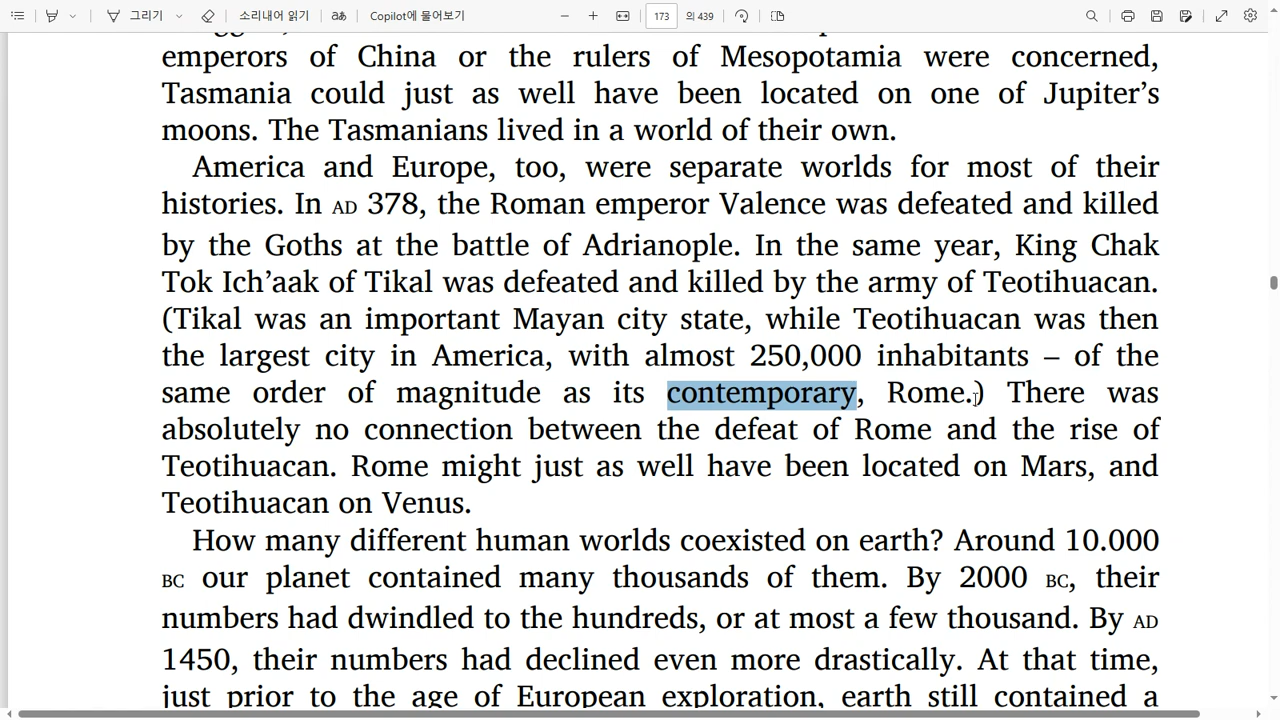 그리기 소리내어 읽기 aあ Copilot에 물어보기 173 의 439
emperors of China or the rulers of Mesopotamia were concerned,
Tasmania could just as well have been located on one of Jupiter’s
moons. The Tasmanians lived in a world of their own.
America and Europe, too, were separate worlds for most of their
histories. In AD 378, the Roman emperor Valence was defeated and killed
by the Goths at the battle of Adrianople. In the same year, King Chak
Tok Ich’aak of Tikal was defeated and killed by the army of Teotihuacan.
(Tikal was an important Mayan city state, while Teotihuacan was then
the largest city in America, with almost 250,000 inhabitants – of the
same order of magnitude as its contemporary, Rome.) There was
absolutely no connection between the defeat of Rome and the rise of
Teotihuacan. Rome might just as well have been located on Mars, and
Teotihuacan on Venus.
How many different human worlds coexisted on earth? Around 10.000
BC our planet contained many thousands of them. By 2000 BC, their
numbers had dwindled to the hundreds, or at most a few thousand. By AD
1450, their numbers had declined even more drastically. At that time,
just prior to the age of European exploration, earth still contained a